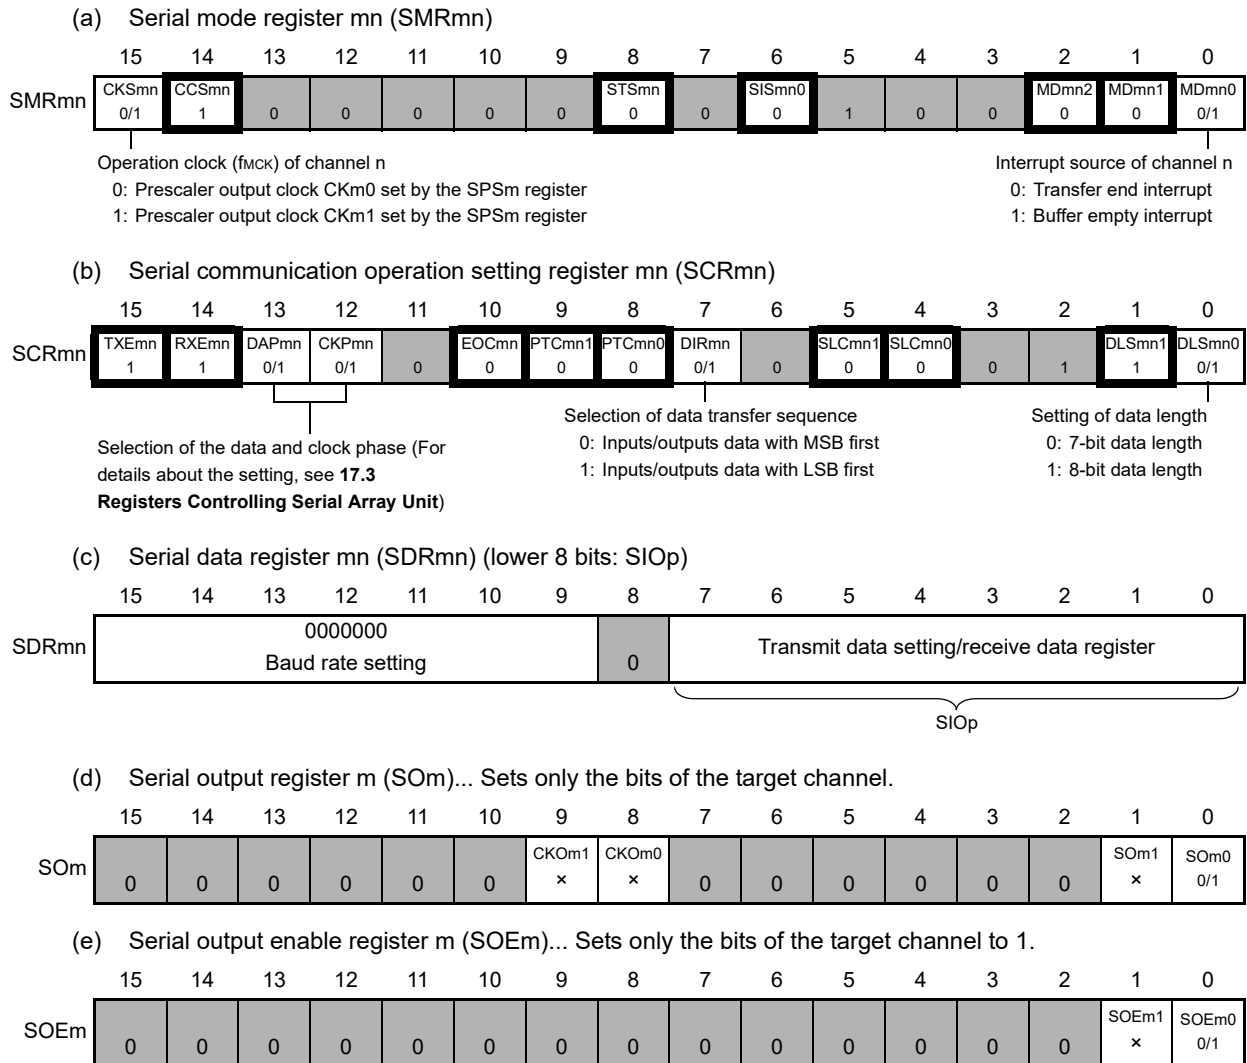 (a) Serial mode register mn (SMRmn)
15 14 13 12 11 10 9 8 7 6 5 4 3 2 1 0
SMRmn
CKSmn CCSmn STSmn SISmn0 MDmn2 MDmn1 MDmn0
0/1 1 0 0 0 0 0 0 0 0 1 0 0 0 0 0/1
Operation clock (fMCK) of channel n
0: Prescaler output clock CKm0 set by the SPSm register
1: Prescaler output clock CKm1 set by the SPSm register
Interrupt source of channel n
0: Transfer end interrupt
1: Buffer empty interrupt
(b) Serial communication operation setting register mn (SCRmn)
15 14 13 12 11 10 9 8 7 6 5 4 3 2 1 0
SCRmn
TXEmn RXEmn DAPmn CKPmn EOCmn PTCmn1 PTCmn0 DIRmn SLCmn1 SLCmn0 DLSmn1 DLSmn0
1 1 0/1 0/1 0 0 0 0 0/1 0 0 0 0 1 1 0/1
Selection of the data and clock phase (For
details about the setting, see 17.3
Registers Controlling Serial Array Unit)
Selection of data transfer sequence
0: Inputs/outputs data with MSB first
1: Inputs/outputs data with LSB first
Setting of data length
0: 7-bit data length
1: 8-bit data length
(c) Serial data register mn (SDRmn) (lower 8 bits: SIOp)
15 14 13 12 11 10 9 8 7 6 5 4 3 2 1 0
SDRmn
0000000
Baud rate setting
0
Transmit data setting/receive data register
SIOp
(d) Serial output register m (SOm)... Sets only the bits of the target channel.
15 14 13 12 11 10 9 8 7 6 5 4 3 2 1 0
SOm
CKOm1 CKOm0 SOm1 SOm0
0 0 0 0 0 0 × × 0 0 0 0 0 0 × 0/1
(e) Serial output enable register m (SOEm)... Sets only the bits of the target channel to 1.
15 14 13 12 11 10 9 8 7 6 5 4 3 2 1 0
SOEm
SOEm1 SOEm0
0 0 0 0 0 0 0 0 0 0 0 0 0 0 × 0/1